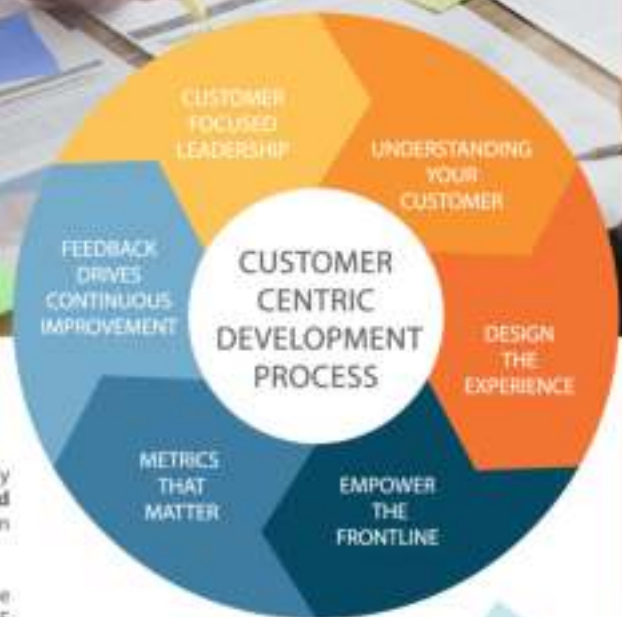 CUSTOMER
FOCUSED
LEADERSHIP
UNDERSTANDING
YOUR
CUSTOMER
FEEDBACK
DRIVES
CONTINUOUS
IMPROVEMENT
CUSTOMER
CENTRIC
DEVELOPMENT
PROCESS
DESIGN
THE
EXPERIENCE
METRICS
THAT
MATTER
EMPOWER
THE
FRONTLINE